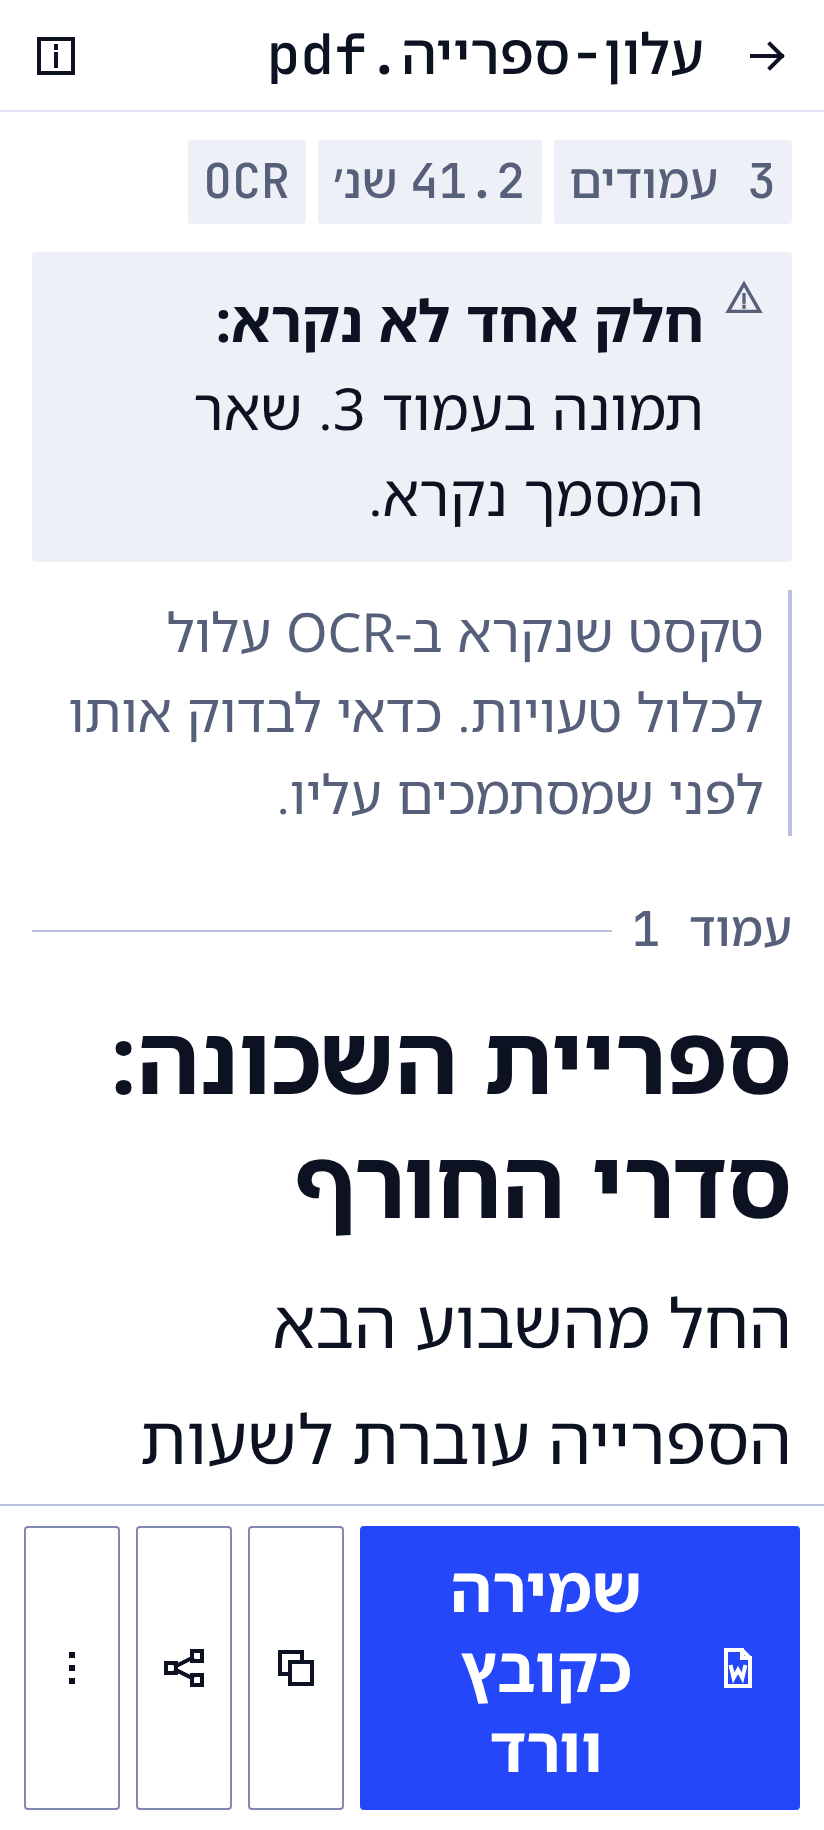 עלון-ספרייה.pdf
3 עמודים
41.2 שנ׳
OCR
חלק אחד לא נקרא:
תמונה בעמוד 3. שאר
המסמך נקרא.
טקסט שנקרא ב-OCR עלול
לכלול טעויות. כדאי לבדוק אותו
לפני שמסתמכים עליו.
עמוד 1
ספריית השכונה:
סדרי החורף
החל מהשבוע הבא
הספרייה עוברת לשעות
שמירה
כקובץ
וורד